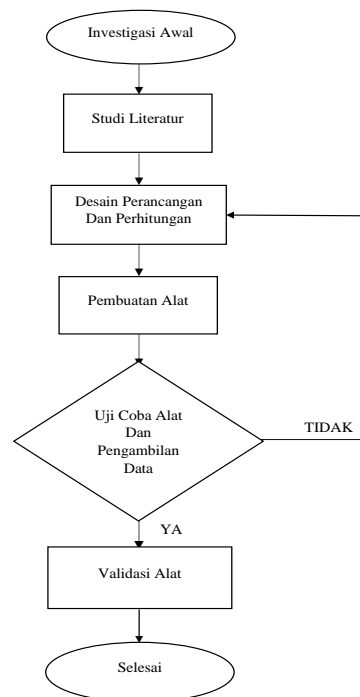 Investigasi Awal
Studi Literatur
Desain Perancangan
Dan Perhitungan
Pembuatan Alat
Uji Coba Alat
Dan
Pengambilan
Data
TIDAK
YA
Validasi Alat
Selesai